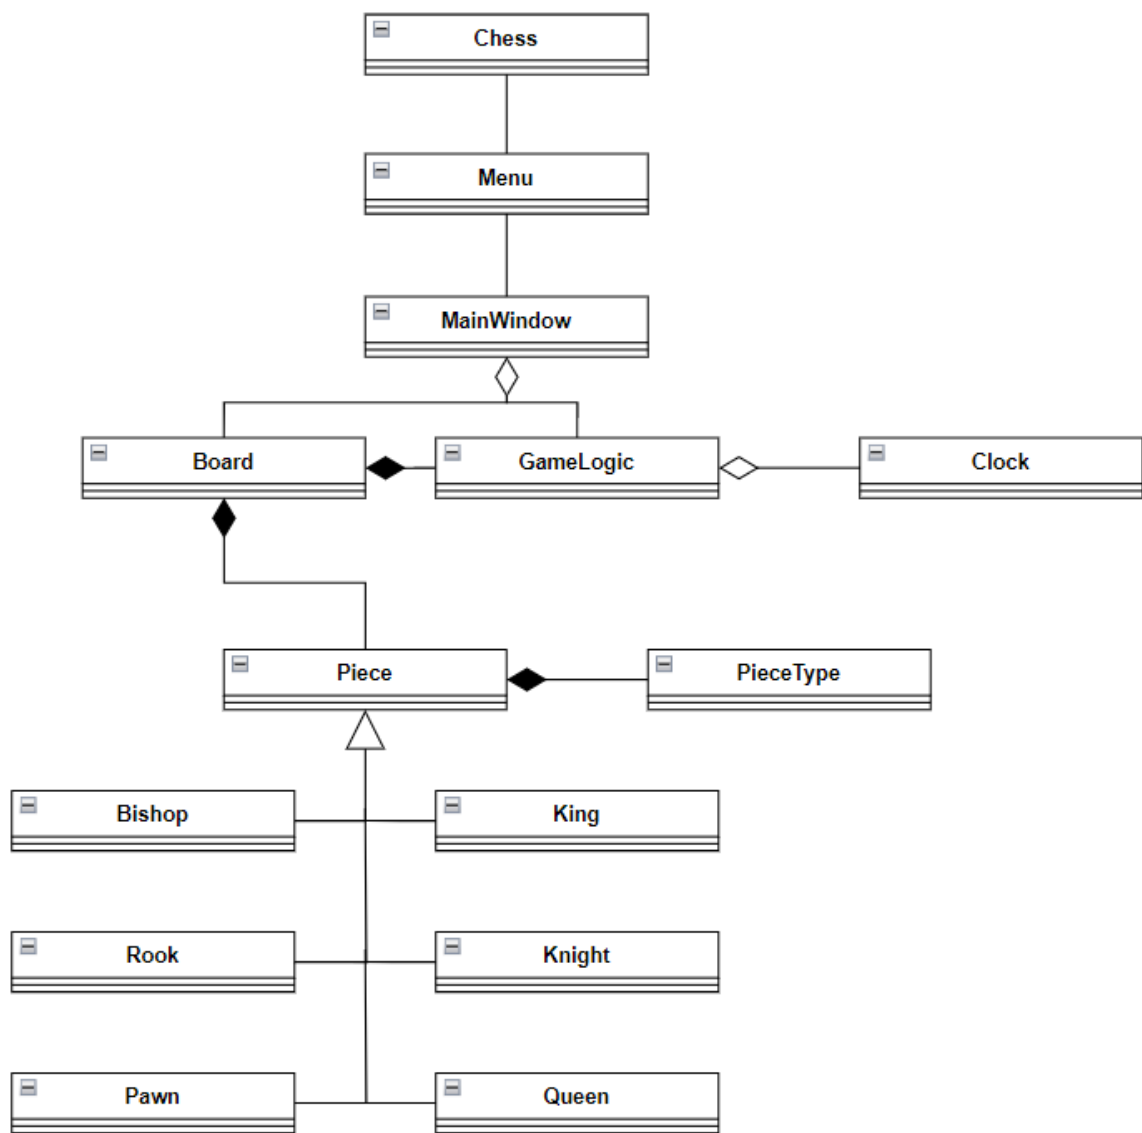 Chess
Menu
MainWindow
Board
GameLogic
Clock
Piece
PieceType
Bishop
King
Rook
Knight
Pawn
Queen